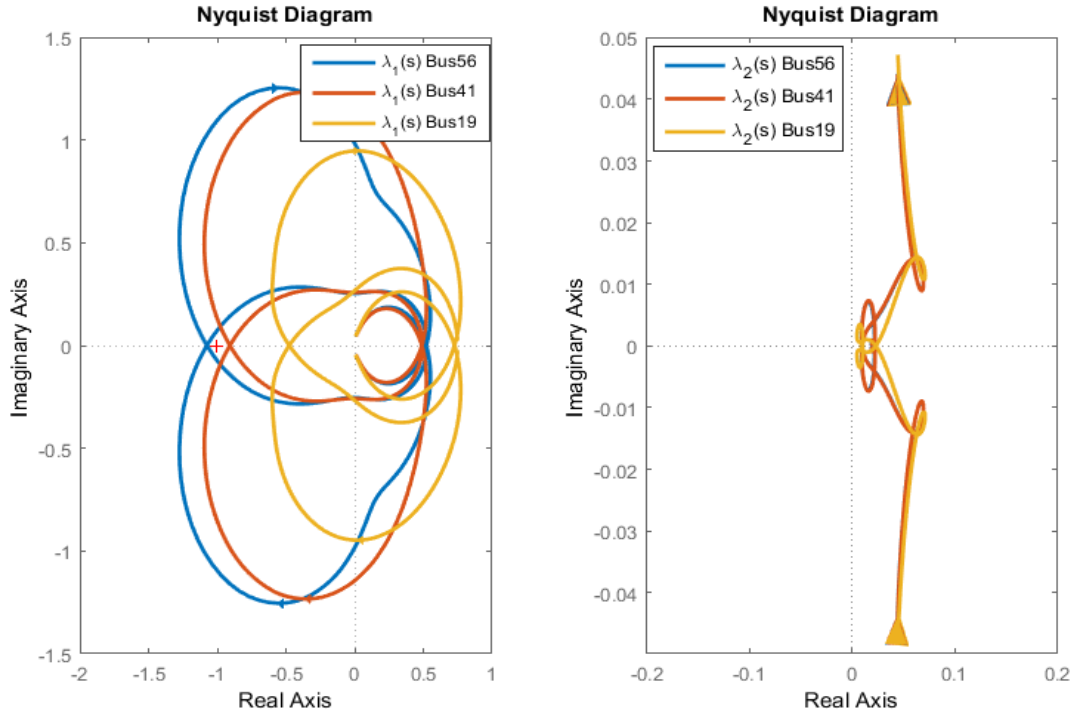 Nyquist Diagram
λ1(s) Bus56
λ1(s) Bus41
λ1(s) Bus19
1.5
1
0.5
0
-0.5
-1
-1.5
Imaginary Axis
-2
-1.5
-1
-0.5
0
0.5
1
Real Axis
Nyquist Diagram
λ2(s) Bus56
λ2(s) Bus41
λ2(s) Bus19
0.05
0.04
0.03
0.02
0.01
0
-0.01
-0.02
-0.03
-0.04
Imaginary Axis
-0.2
-0.1
0
0.1
0.2
Real Axis